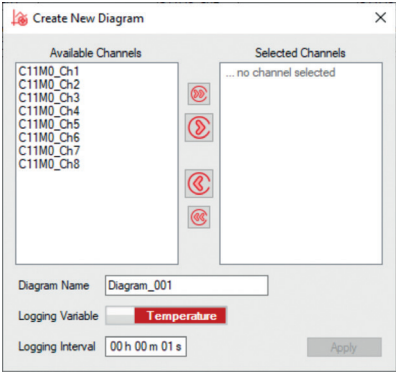 Create New Diagram
Available Channels
Selected Channels
C11M0_Ch1
C11M0_Ch2
C11M0_Ch3
C11M0_Ch4
C11M0_Ch5
C11M0_Ch6
C11M0_Ch7
C11M0_Ch8
... no channel selected
Diagram Name
Diagram_001
Logging Variable
Temperature
Logging Interval
00 h 00 m 01 s
Apply